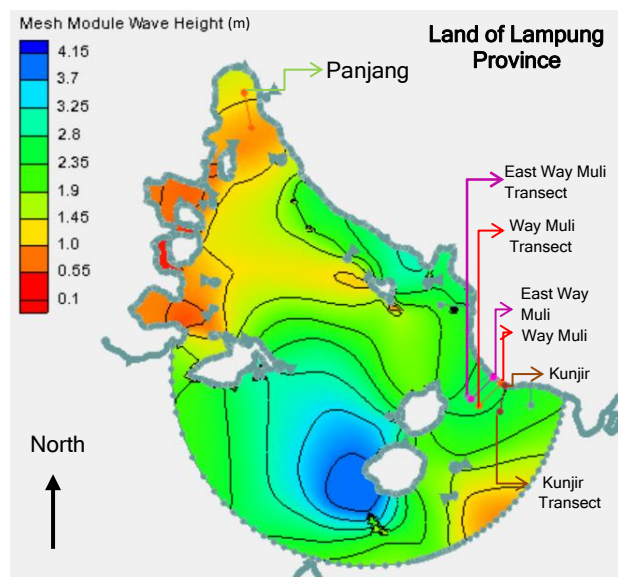 Mesh Module Wave Height (m)
4.15
3.7
3.25
2.8
2.35
1.9
1.45
1.0
0.55
0.1
Land of Lampung
Province
Panjang
East Way Muli
Transect
Way Muli
Transect
East Way
Muli
Way Muli
Kunjir
Kunjir
Transect
North